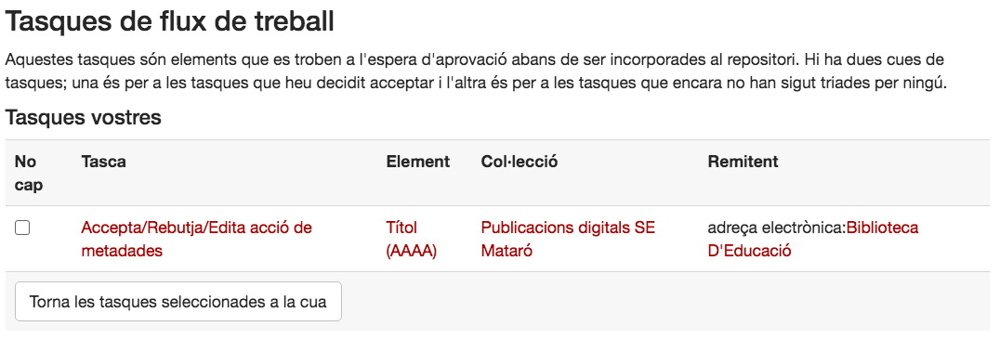 Tasques de flux de treball
Aquestes tasques són elements que es troben a l'espera d'aprovació abans de ser incorporades al repositori. Hi ha dues cues de
tasques; una és per a les tasques que heu decidit acceptar i l'altra és per a les tasques que encara no han sigut triades per ningú.
Tasques vostres
No cap Tasca Element Col·lecció Remitent
Accepta/Rebutja/Edita acció de Títol Publicacions digitals SE adreça electrònica:Biblioteca
metadades (AAAA) Mataró D'Educació
Torna les tasques seleccionades a la cua